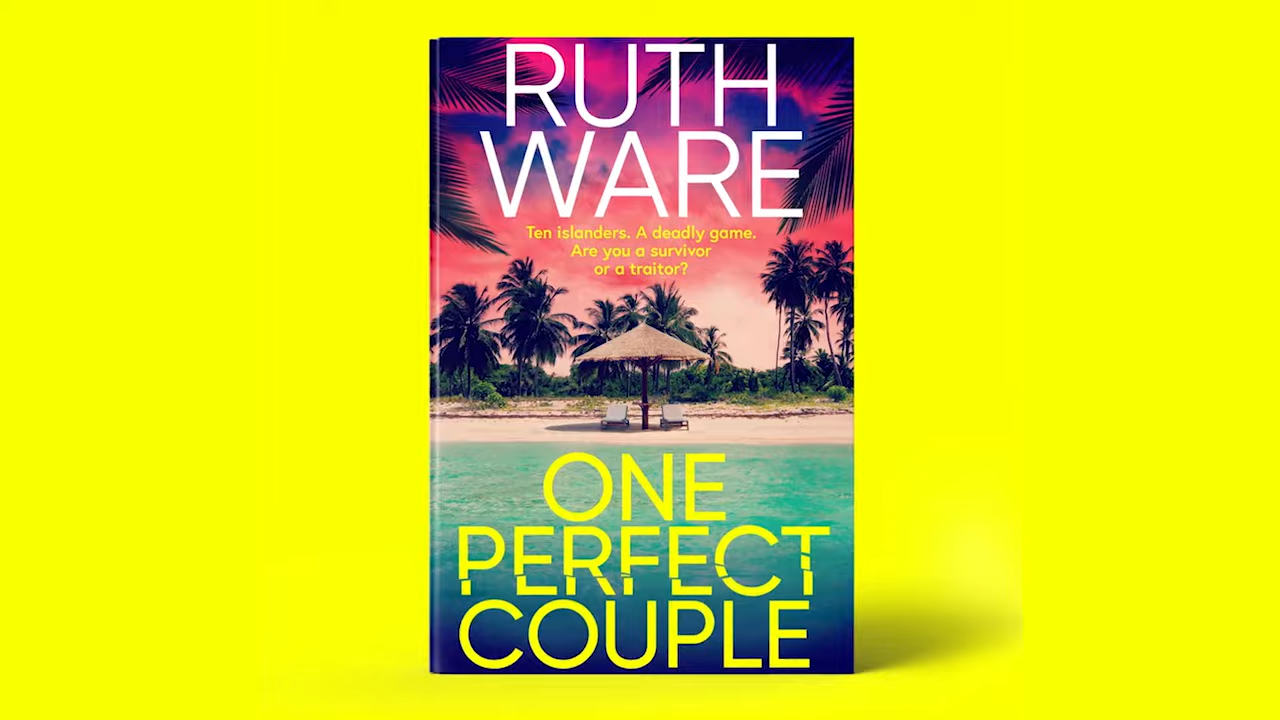 RUTH
WARE
Ten islanders. A deadly game.
Are you a survivor
or a traitor?
ONE
PERFECT
COUPLE